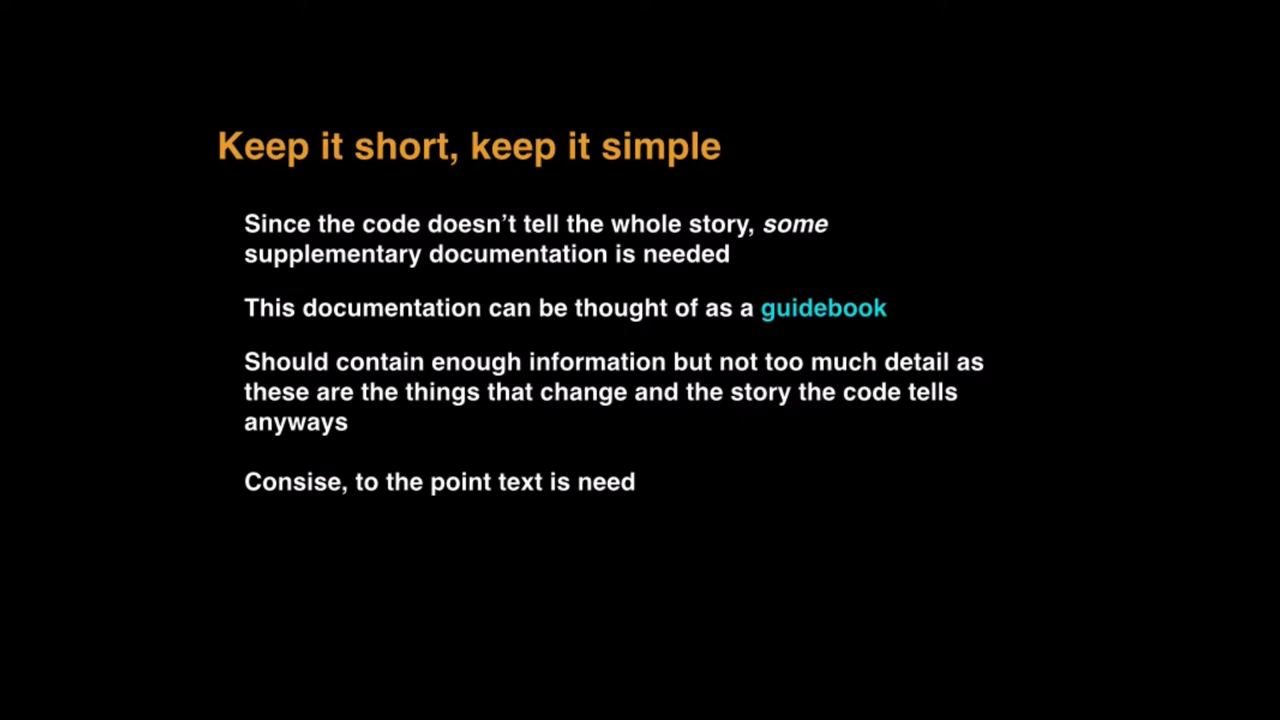 Keep it short, keep it simple
Since the code doesn't tell the whole story, some
supplementary documentation is needed
This documentation can be thought of as a guidebook
Should contain enough information but not too much detail as
these are the things that change and the story the code tells
anyways
Consise, to the point text is need